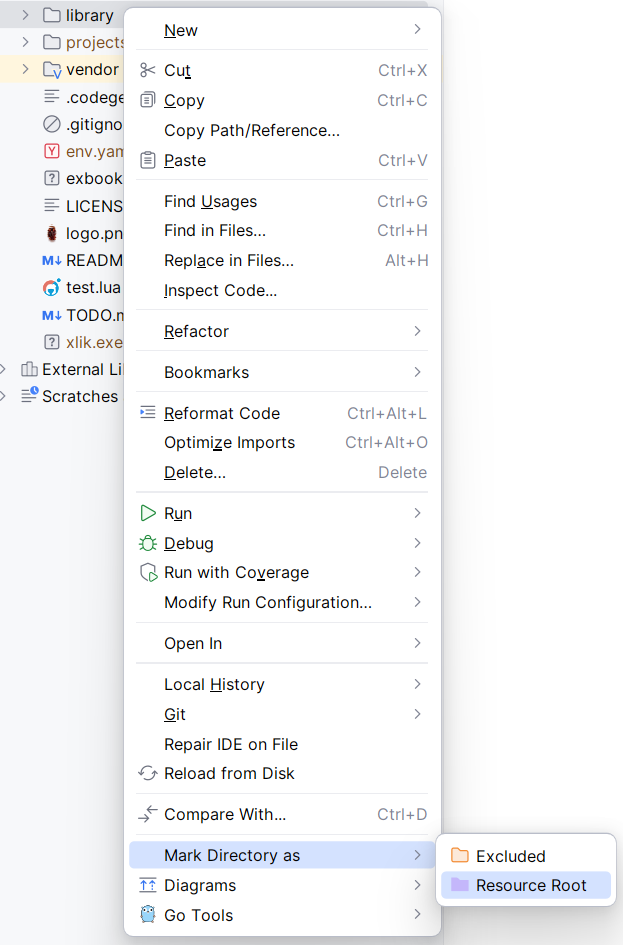 library
projects
vendor
.codege
.gitigno
env.yam
exbook
LICENS
logo.pn
READM
test.lua
TODO.m
xlik.exe
External Li
Scratches
New
Cut Ctrl+X
Copy Ctrl+C
Copy Path/Reference...
Paste Ctrl+V
Find Usages Ctrl+G
Find in Files... Ctrl+H
Replace in Files... Alt+H
Inspect Code...
Refactor
Bookmarks
Reformat Code Ctrl+Alt+L
Optimize Imports Ctrl+Alt+O
Delete... Delete
Run
Debug
Run with Coverage
Modify Run Configuration...
Open In
Local History
Git
Repair IDE on File
Reload from Disk
Compare With... Ctrl+D
Mark Directory as
Diagrams
Go Tools
Excluded
Resource Root